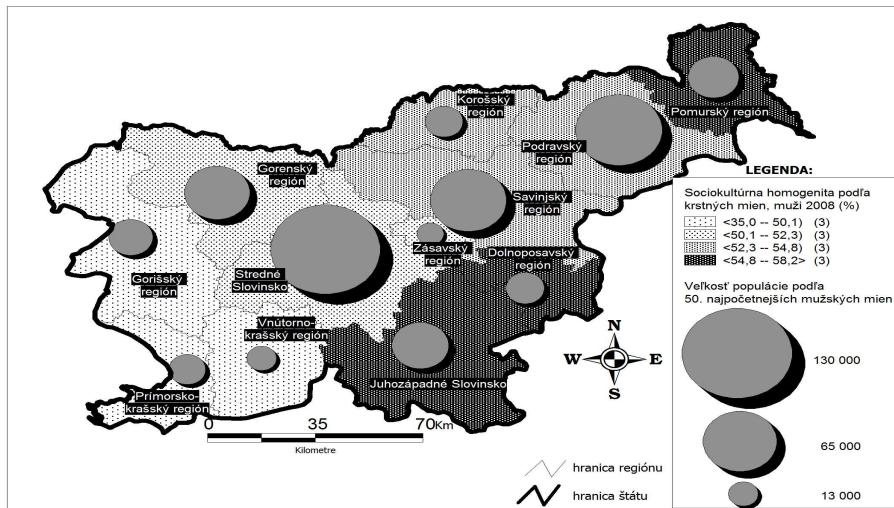 Korošský
región
Pomurský región
Podravský
región
Gorenský
región
Savinjský
región
Zásavský
región
Dolnoposavský
región
Stredné
Slovinsko
Gorišský
región
Vnútorno-
krašský región
Juhozápadné Slovinsko
Prímorsko-
krašský región
0 35 70Km
Kilometre
N
W E
S
hranica regiónu
hranica štátu
LEGENDA:
Sociokultúrna homogenita podľa
krstných mien, muži 2008 (%)
<35,0 -- 50,1) (3)
<50,1 -- 52,3) (3)
<52,3 -- 54,8) (3)
<54,8 -- 58,2> (3)
Veľkosť populácie podľa
50. najpočetnejších mužských mien
130 000
65 000
13 000